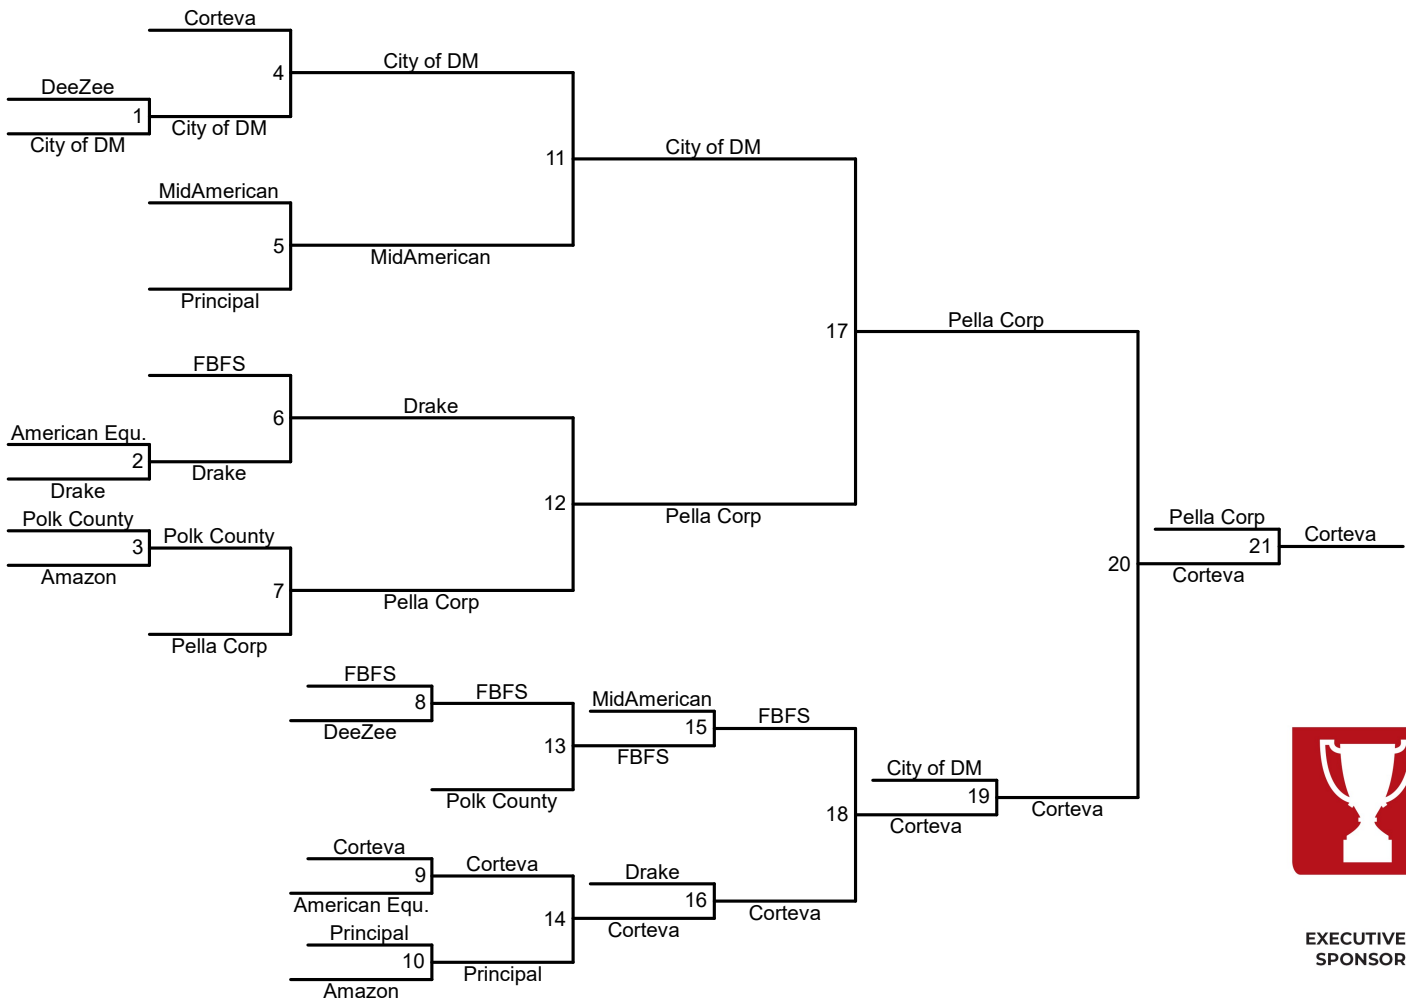 Corteva
4
City of DM
DeeZee
1
City of DM
City of DM
11
City of DM
MidAmerican
5
MidAmerican
Principal
17
Pella Corp
FBFS
6
Drake
American Equ.
2
Drake
Drake
12
Pella Corp
Polk County
3
Polk County
Amazon
7
Pella Corp
Pella Corp
20
Pella Corp
21
Corteva
Corteva
FBFS
8
FBFS
DeeZee
13
MidAmerican
15
FBFS
FBFS
Polk County
18
City of DM
19
Corteva
Corteva
Corteva
9
Corteva
American Equ.
14
Drake
16
Corteva
Corteva
Principal
10
Principal
Amazon
EXECUTIVE
SPONSOR